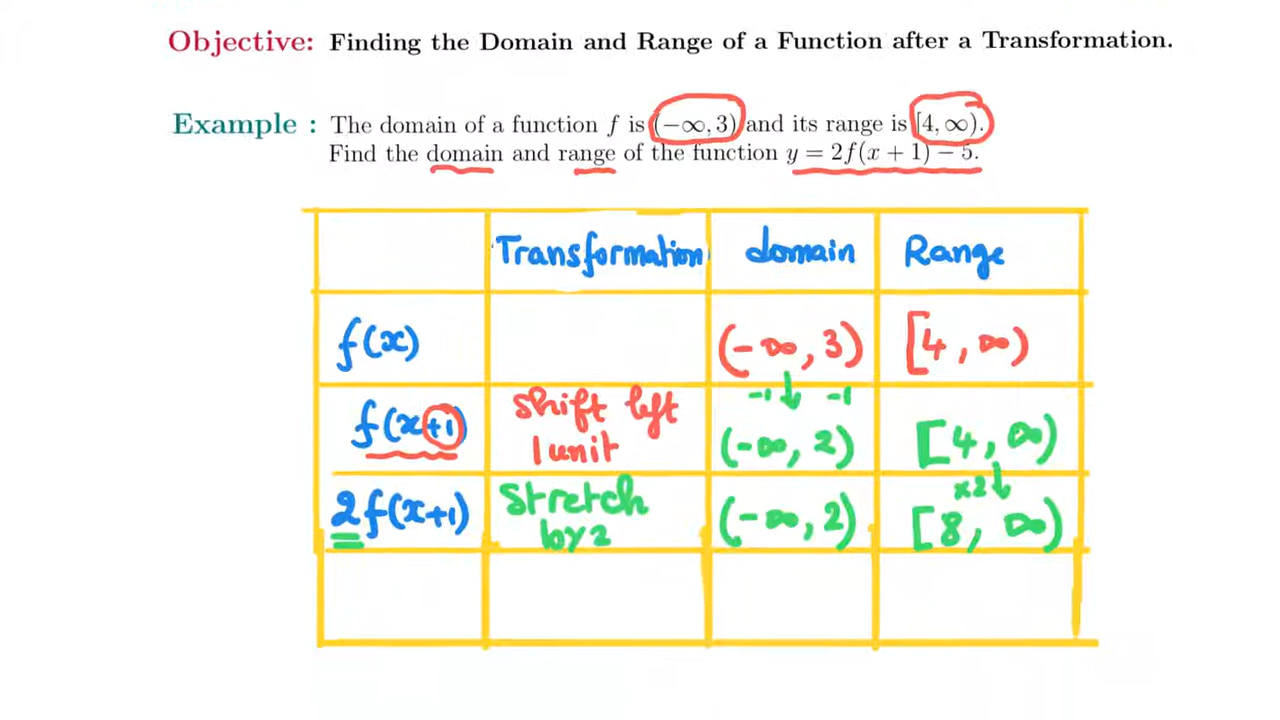 Objective: Finding the Domain and Range of a Function after a Transformation.
Example : The domain of a function f is (−∞, 3) and its range is [4, ∞).
Find the domain and range of the function y = 2f(x + 1) − 5.
Transformation domain Range
f(x) (-∞, 3) [4, ∞)
-1 -1
f(x+1) shift left 1 unit (-∞, 2) [4, ∞)
×2
2f(x+1) stretch by 2 (-∞, 2) [8, ∞)